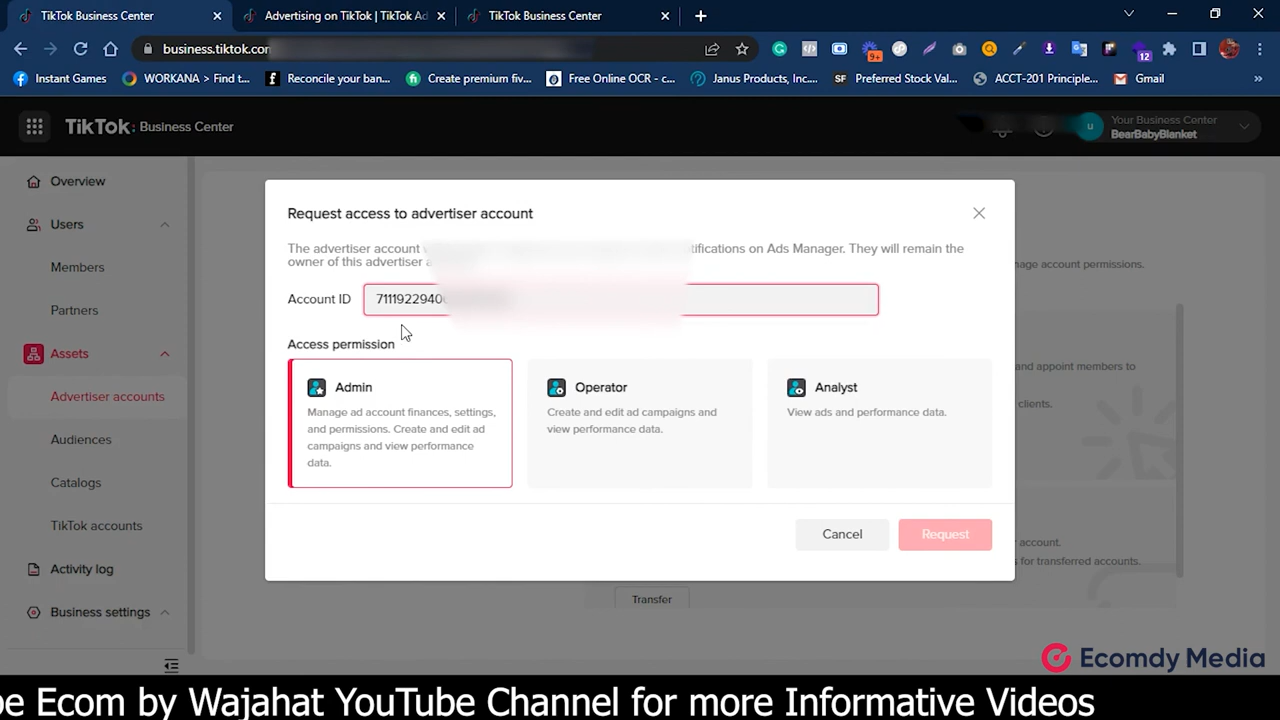 TikTok Business Center
Advertising on TikTok | TikTok Ad
TikTok Business Center
business.tiktok.com
9+
12
Instant Games
WORKANA > Find t...
Reconcile your ban...
Create premium fiv...
Free Online OCR - c...
Janus Products, Inc....
SF Preferred Stock Val...
ACCT-201 Principle...
Gmail
»
TikTok: Business Center
u
Your Business Center
BearBabyBlanket
Overview
Users
Members
Partners
Assets
Advertiser accounts
Audiences
Catalogs
TikTok accounts
Activity log
Business settings
Request access to advertiser account
The advertiser account
notifications on Ads Manager. They will remain the
owner of this advertiser
Account ID
711192294
Access permission
Admin
Manage ad account finances, settings,
and permissions. Create and edit ad
campaigns and view performance
data.
Operator
Create and edit ad campaigns and
view performance data.
Analyst
View ads and performance data.
Cancel
Request
account permissions.
and appoint members to
clients.
account.
for transferred accounts.
Transfer
Ecomdy Media
Ecom by Wajahat YouTube Channel for more Informative Videos